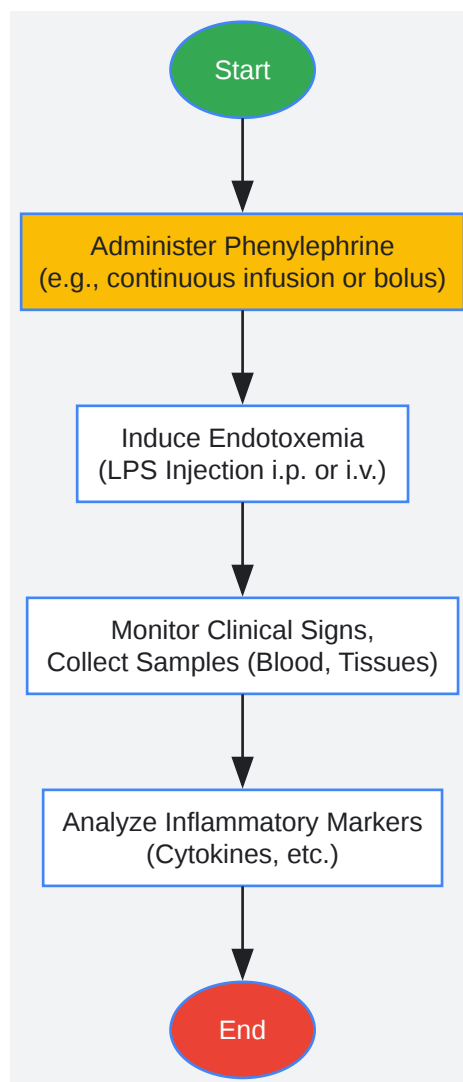 Start
Administer Phenylephrine
(e.g., continuous infusion or bolus)
Induce Endotoxemia
(LPS Injection i.p. or i.v.)
Monitor Clinical Signs,
Collect Samples (Blood, Tissues)
Analyze Inflammatory Markers
(Cytokines, etc.)
End